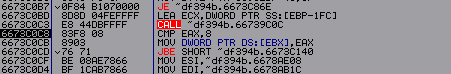 6673C0B7 0F84 B1070000 JE ~df394b.6673C86E
6673C0BD 8D8D 04FEFFFF LEA ECX,DWORD PTR SS:[EBP-1FC]
6673C0C3 E8 44DBFFFF CALL ~df394b.66739C0C
6673C0C8 83F8 08 CMP EAX,8
6673C0CB 8903 MOV DWORD PTR DS:[EBX],EAX
6673C0CD 76 71 JBE SHORT ~df394b.6673C140
6673C0CF BE 08AE7866 MOV ESI,~df394b.6678AE08
6673C0D4 BF 1CAB7866 MOV EDI,~df394b.6678AB1C